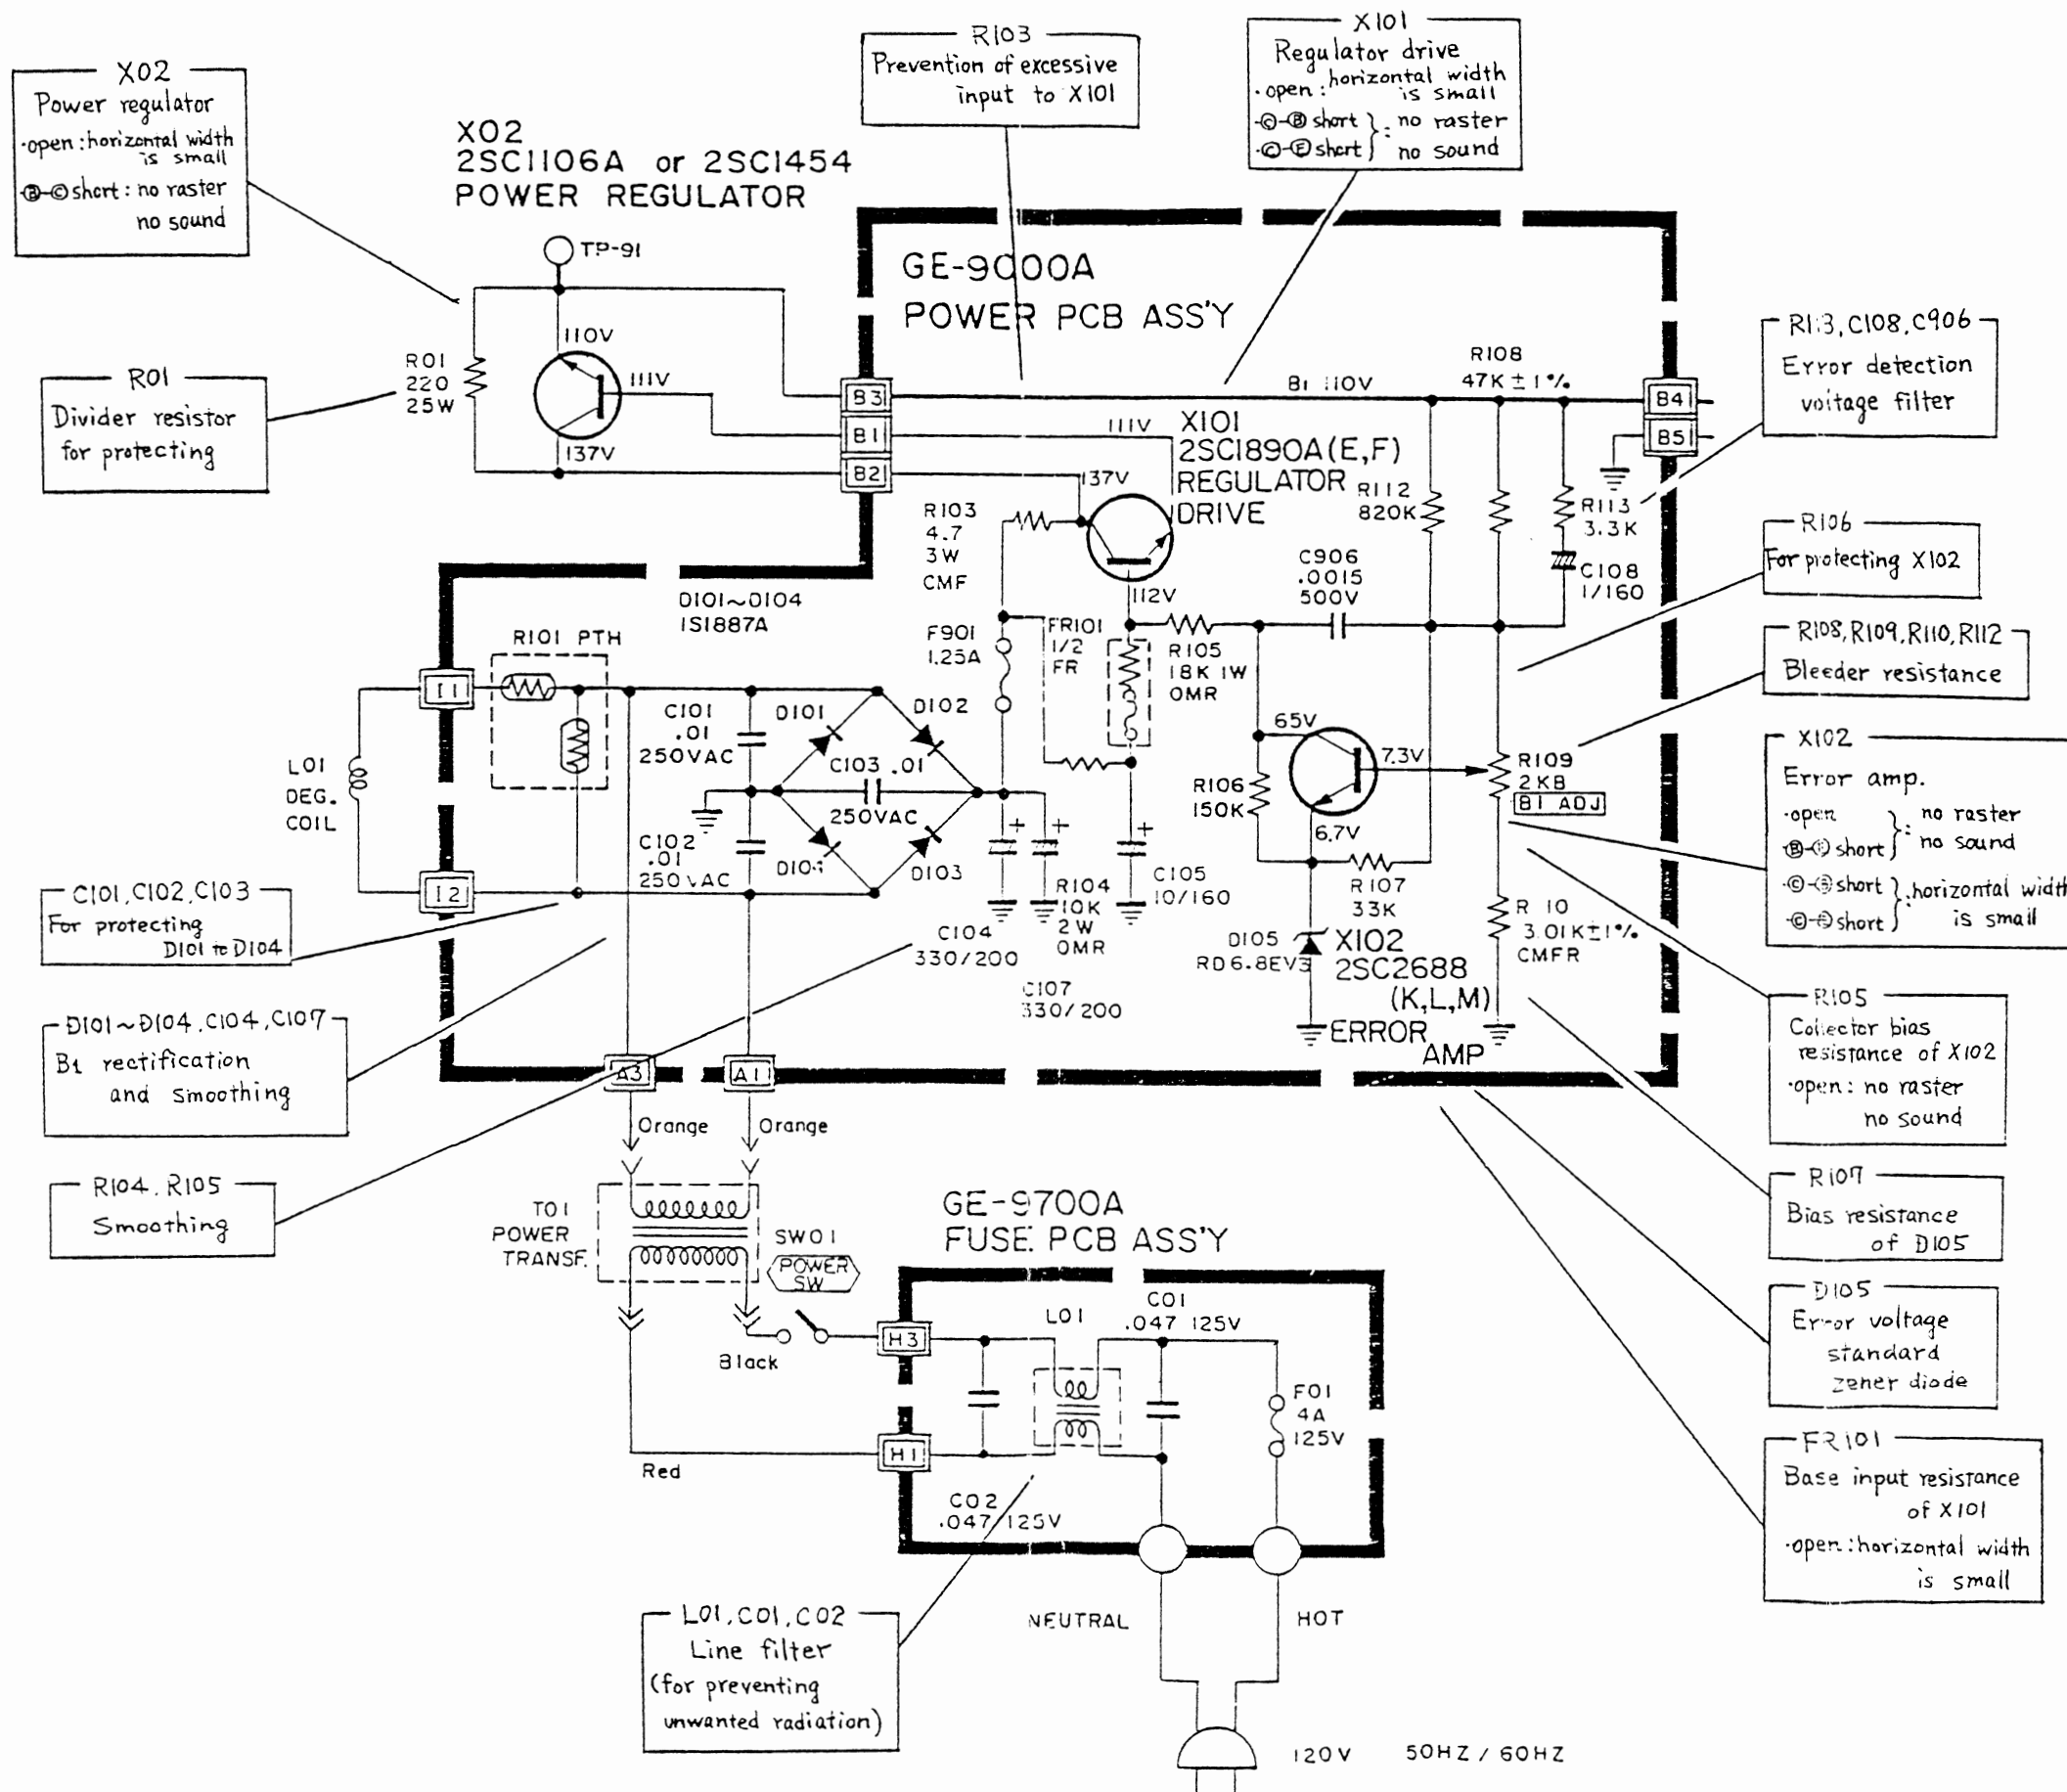 X02
Power regulator
·open : horizontal width
is small
·Ⓑ-Ⓒ short : no raster
no sound
X02
2SC1106A or 2SC1454
POWER REGULATOR
R103
Prevention of excessive
input to X101
X101
Regulator drive
·open : horizontal width
is small
·Ⓒ-Ⓑ short } : no raster
·Ⓒ-Ⓔ short } no sound
TP-91
GE-9000A
POWER PCB ASS'Y
R01
Divider resistor
for protecting
R01
220
25W
110V
111V
137V
B3
B1
B2
B1 110V
R108
47K ±1%
B4
B5
R113, C108, C906
Error detection
voltage filter
111V
X101
2SC1890A(E,F)
REGULATOR
DRIVE
137V
R112
820K
R113
3.3K
R103
4.7
3W
CMF
C906
.0015
500V
C108
1/160
R106
For protecting X102
112V
D101~D104
1S1887A
R101 PTH
F901
1.25A
FR101
1/2
FR
R105
18K 1W
OMR
R108, R109, R110, R112
Bleeder resistance
I1
C101
.01
250VAC
D101
D102
65V
7.3V
R109
2KB
B1 ADJ
X102
Error amp.
·open
short } : no raster
no sound
short } : horizontal width
short } is small
L01
DEG.
COIL
C103 .01
250VAC
R106
150K
6.7V
C102
.01
250VAC
D104
D103
I2
R107
33K
C105
10/160
R104
10K
2W
OMR
C104
330/200
C107
330/200
D105
RD6.8EV3
X102
2SC2688
(K,L,M)
ERROR
AMP
R 10
3.01K±1%
CMFR
C101, C102, C103
For protecting
D101 to D104
D101~D104, C104, C107
B1 rectification
and smoothing
R105
Collector bias
resistance of X102
·open : no raster
no sound
A3
A1
Orange
Orange
R104, R105
Smoothing
T01
POWER
TRANSF.
SW01
POWER
SW
GE-9700A
FUSE PCB ASS'Y
R107
Bias resistance
of D105
D105
Error voltage
standard
zener diode
Black
H3
L01
C01
.047 125V
F01
4A
125V
H1
Red
C02
.047 125V
FR101
Base input resistance
of X101
·open : horizontal width
is small
L01, C01, C02
Line filter
(for preventing
unwanted radiation)
NEUTRAL
HOT
120V 50HZ / 60HZ